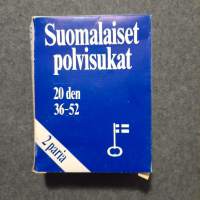 Suomalaiset
polvisukat
20 den
36-52
2 paria